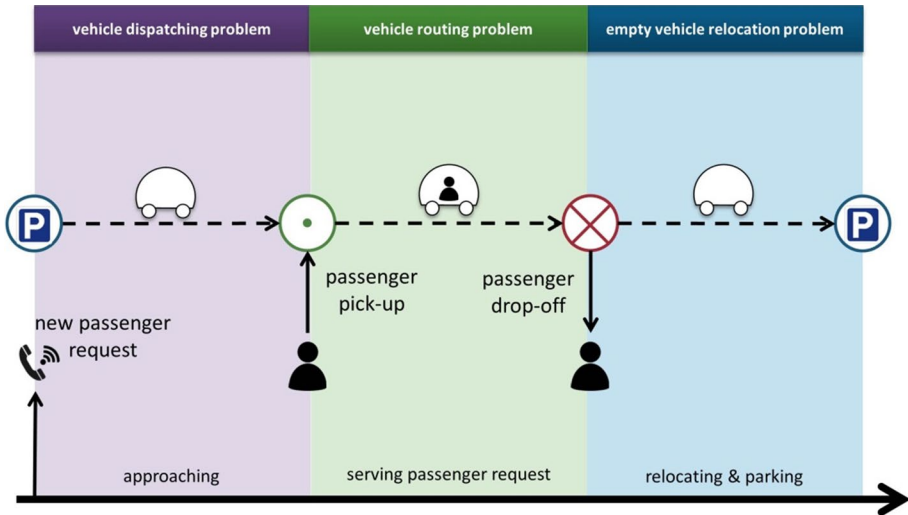 vehicle dispatching problem
vehicle routing problem
empty vehicle relocation problem
P
P
passenger
pick-up
passenger
drop-off
new passenger
request
approaching
serving passenger request
relocating & parking